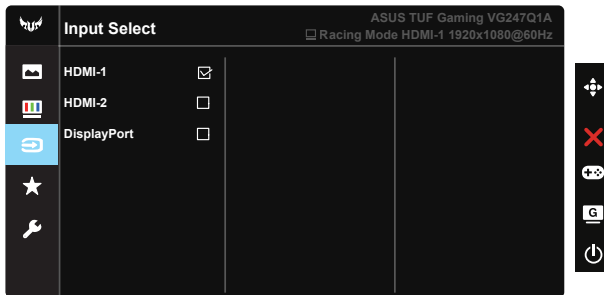 Input Select
ASUS TUF Gaming VG247Q1A
Racing Mode HDMI-1 1920x1080@60Hz
HDMI-1
HDMI-2
DisplayPort
G